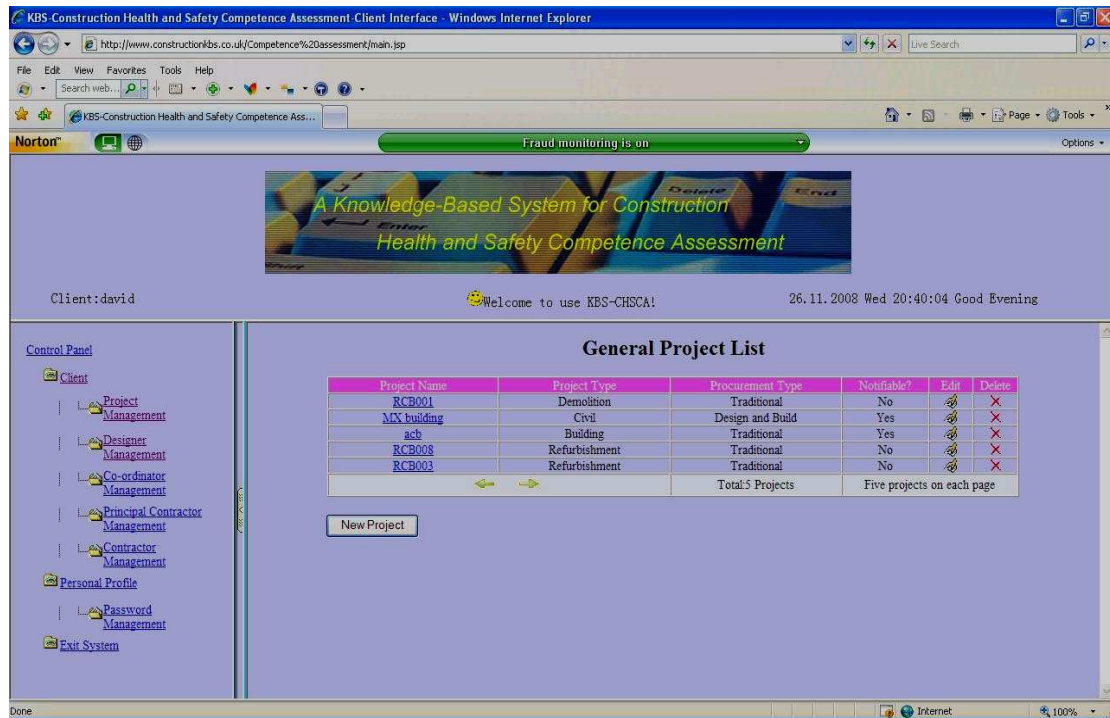 KBS-Construction Health and Safety Competence Assessment-Client Interface - Windows Internet Explorer
http://www.constructionkbs.co.uk/Competence%20assessment/main.jsp
Live Search
File Edit View Favorites Tools Help
Search web...
KBS-Construction Health and Safety Competence Ass...
Page Tools
Norton
Fraud monitoring is on
Options
Delete
End
Enter
A Knowledge-Based System for Construction
Health and Safety Competence Assessment
Client:david
Welcome to use KBS-CHSCA!
26.11.2008 Wed 20:40:04 Good Evening
Control Panel
Client
Project
Management
Designer
Management
Co-ordinator
Management
Principal Contractor
Management
Contractor
Management
Personal Profile
Password
Management
Exit System
General Project List
Project Name Project Type Procurement Type Notifiable? Edit Delete
RCB001 Demolition Traditional No
MX building Civil Design and Build Yes
acb Building Traditional Yes
RCB008 Refurbishment Traditional No
RCB003 Refurbishment Traditional No
Total:5 Projects Five projects on each page
New Project
Done
Internet
100%